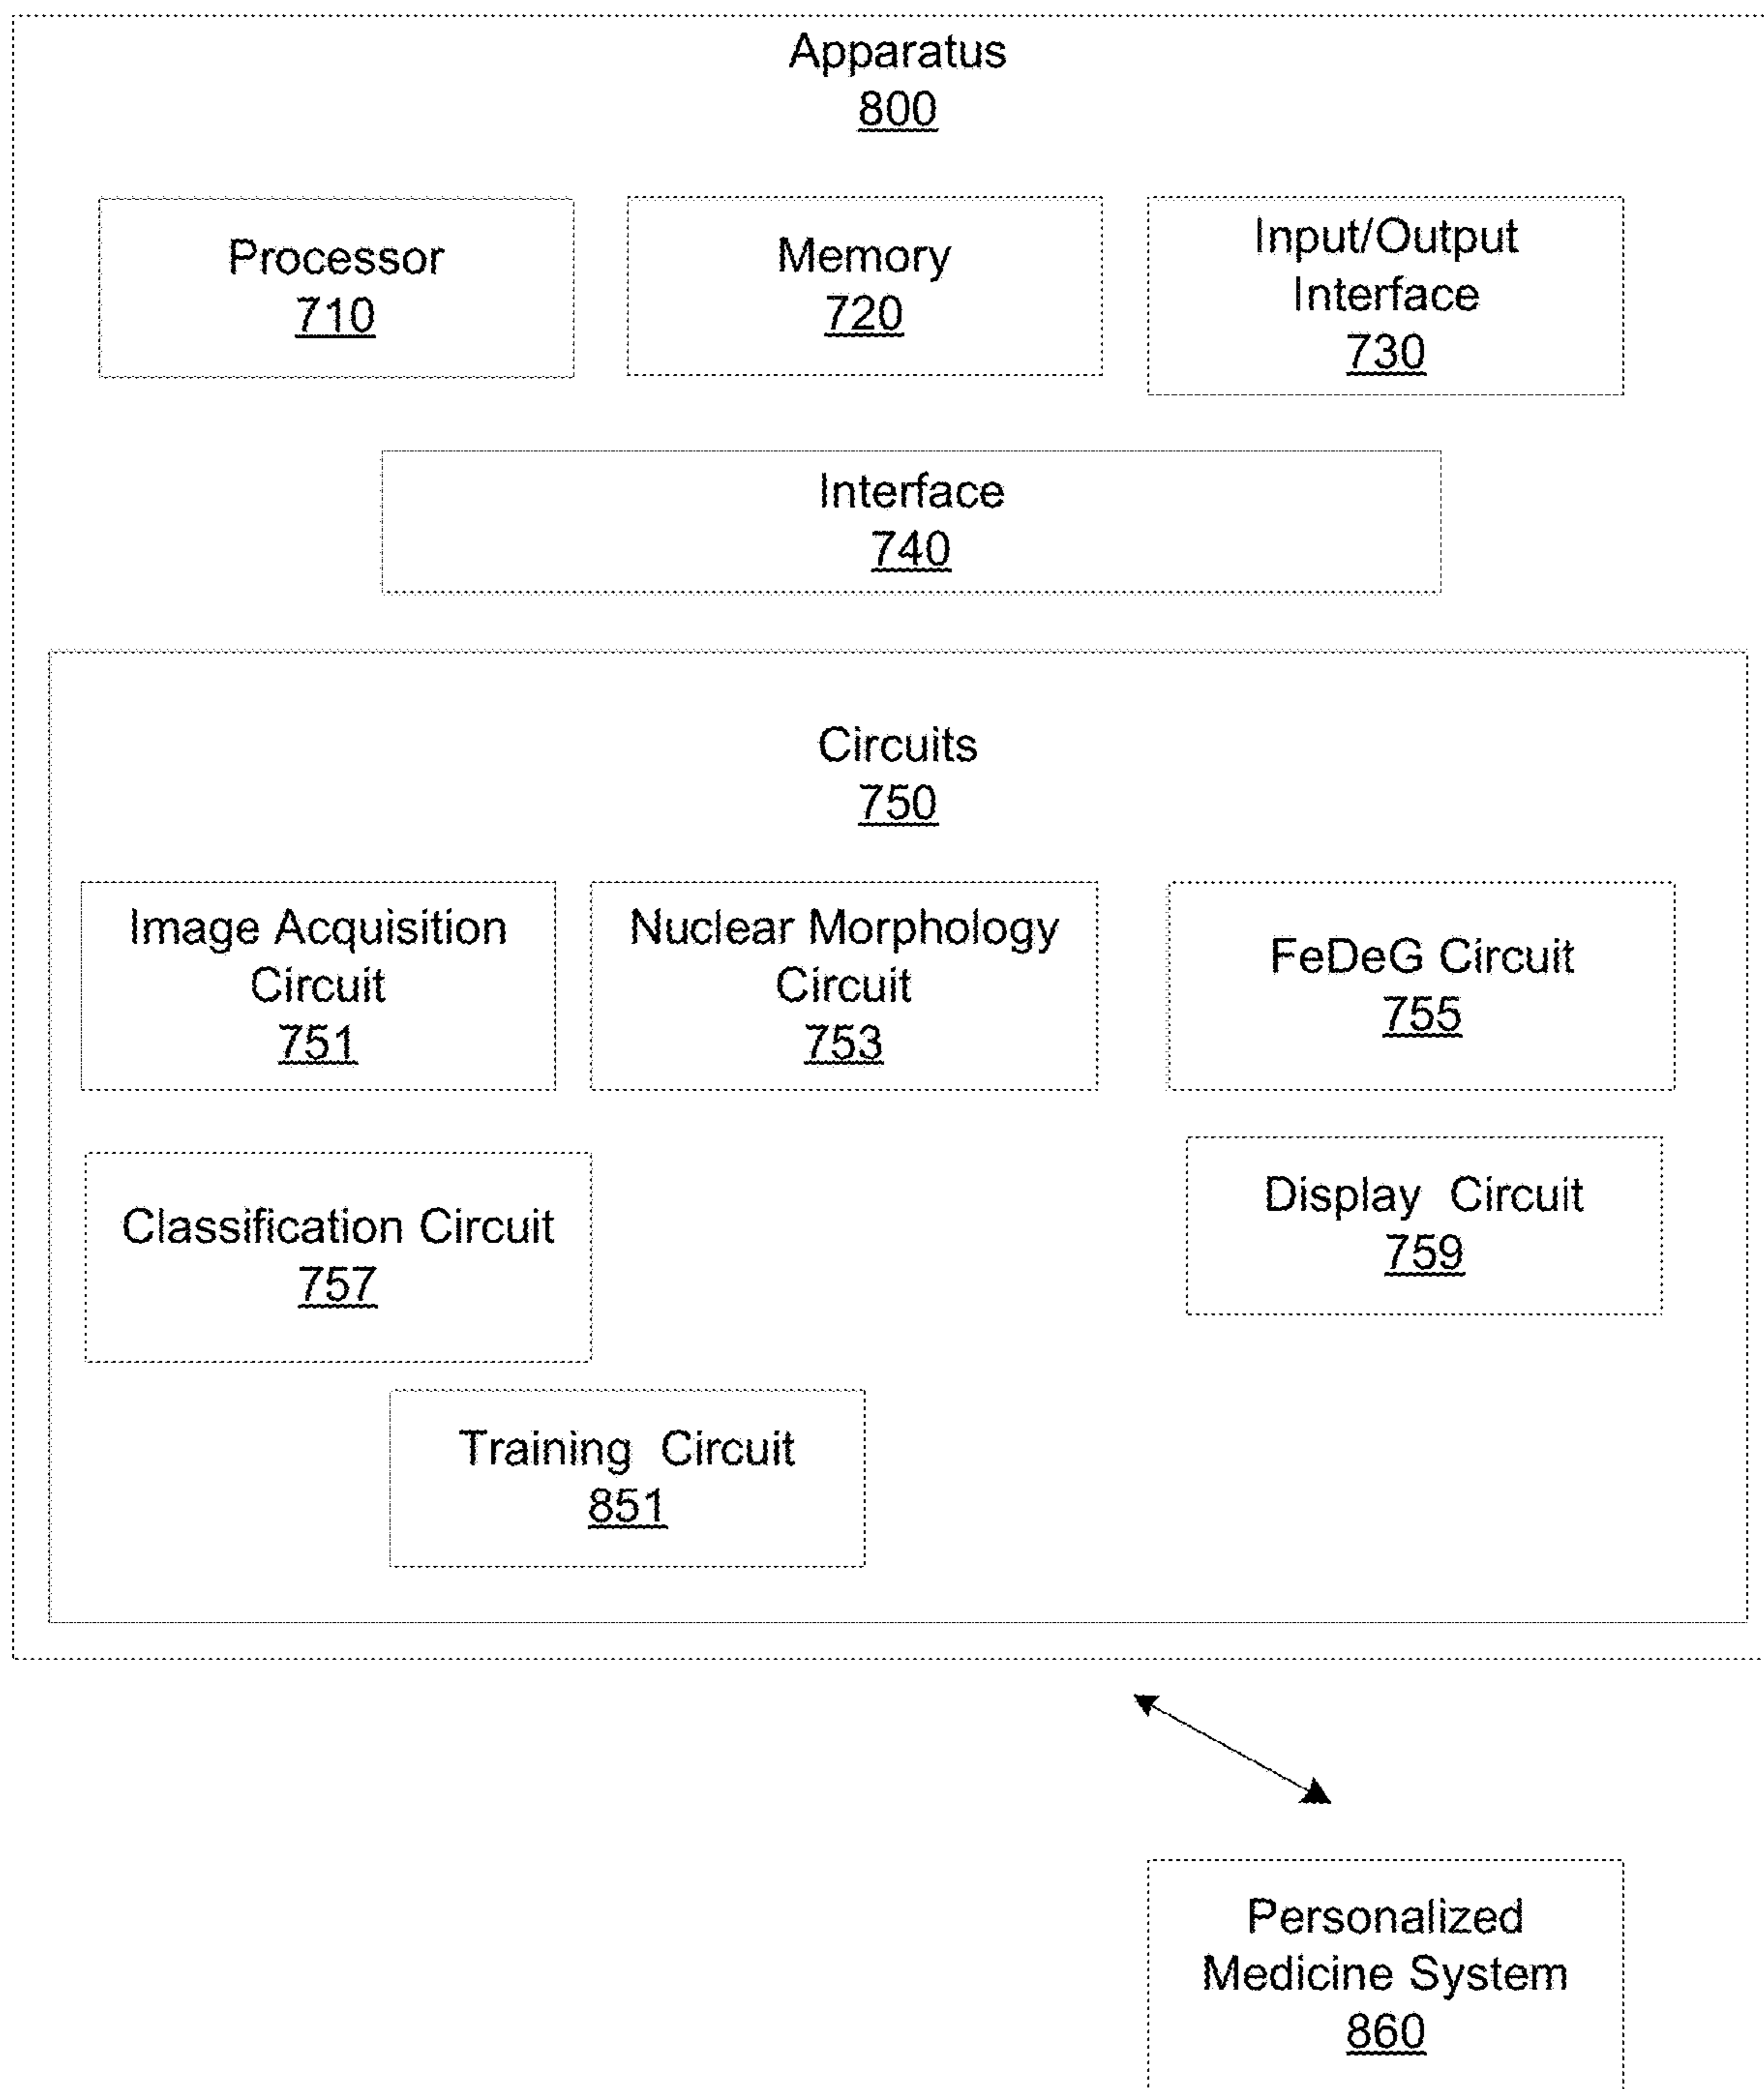 Apparatus
800
Processor
710
Memory
720
Input/Output
Interface
730
Interface
740
Circuits
750
Image Acquisition
Circuit
751
Nuclear Morphology
Circuit
753
FeDeG Circuit
755
Classification Circuit
757
Display Circuit
759
Training Circuit
851
Personalized
Medicine System
860